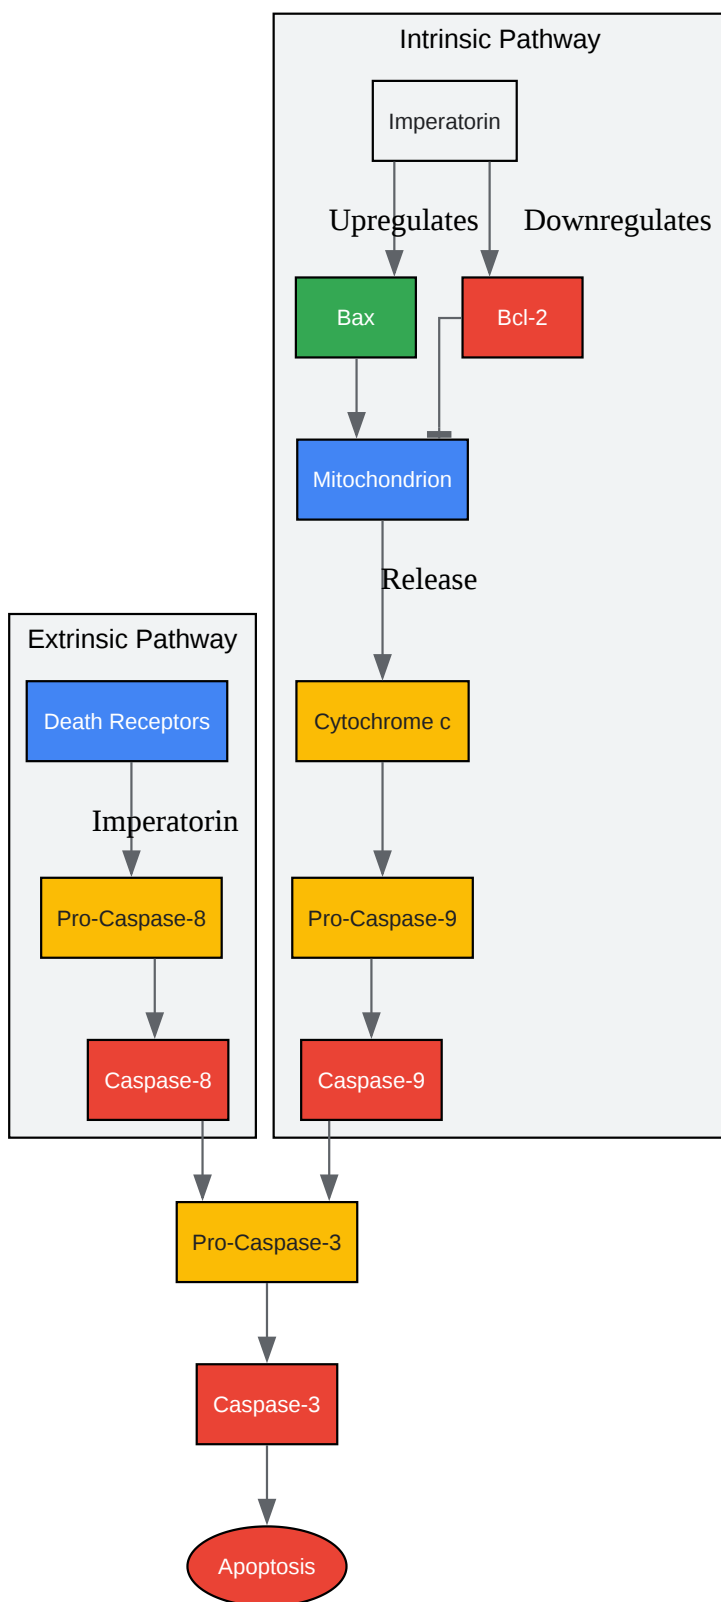 Intrinsic Pathway
Imperatorin
Upregulates
Downregulates
Bax
Bcl-2
Mitochondrion
Release
Extrinsic Pathway
Death Receptors
Cytochrome c
Imperatorin
Pro-Caspase-8
Pro-Caspase-9
Caspase-8
Caspase-9
Pro-Caspase-3
Caspase-3
Apoptosis